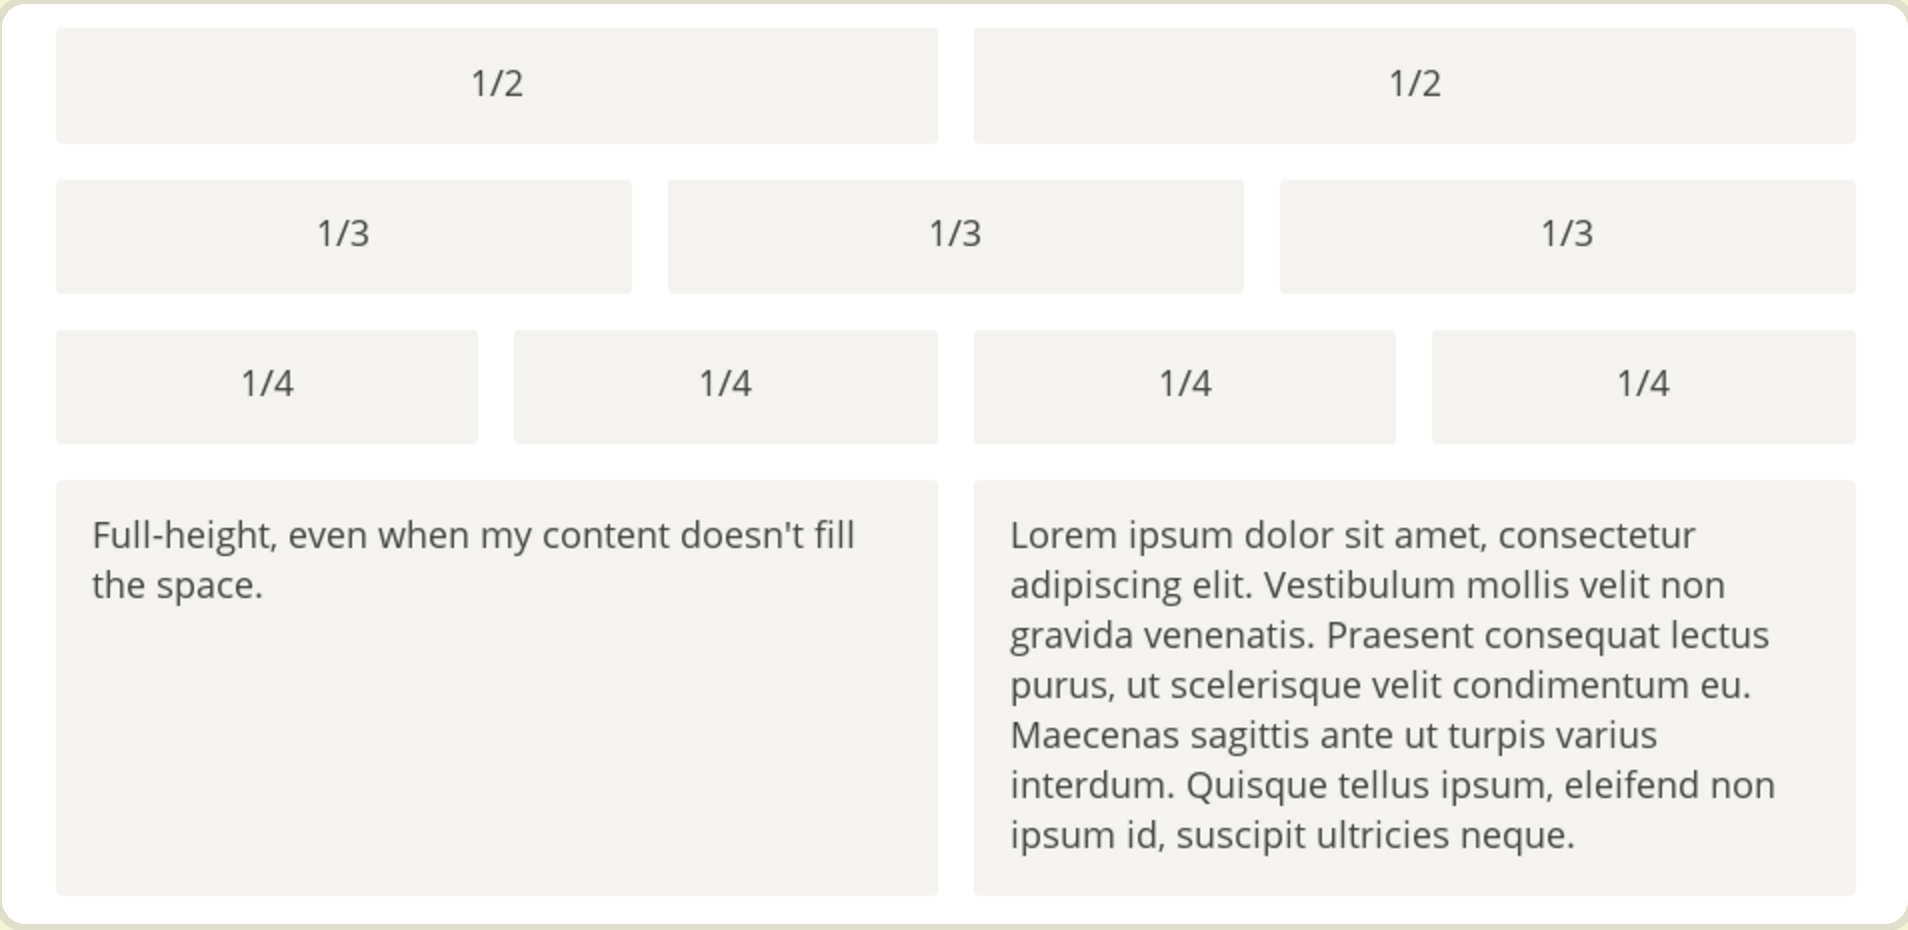 1/2
1/2
1/3
1/3
1/3
1/4
1/4
1/4
1/4
Full-height, even when my content doesn't fill
the space.
Lorem ipsum dolor sit amet, consectetur
adipiscing elit. Vestibulum mollis velit non
gravida venenatis. Praesent consequat lectus
purus, ut scelerisque velit condimentum eu.
Maecenas sagittis ante ut turpis varius
interdum. Quisque tellus ipsum, eleifend non
ipsum id, suscipit ultricies neque.